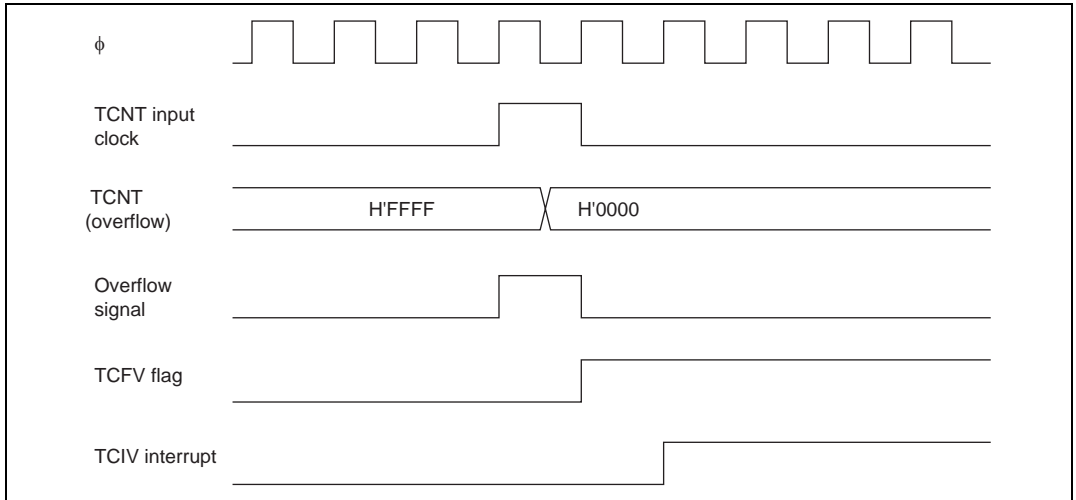 ϕ
TCNT input
clock
TCNT
(overflow)
H'FFFF
H'0000
Overflow
signal
TCFV flag
TCIV interrupt